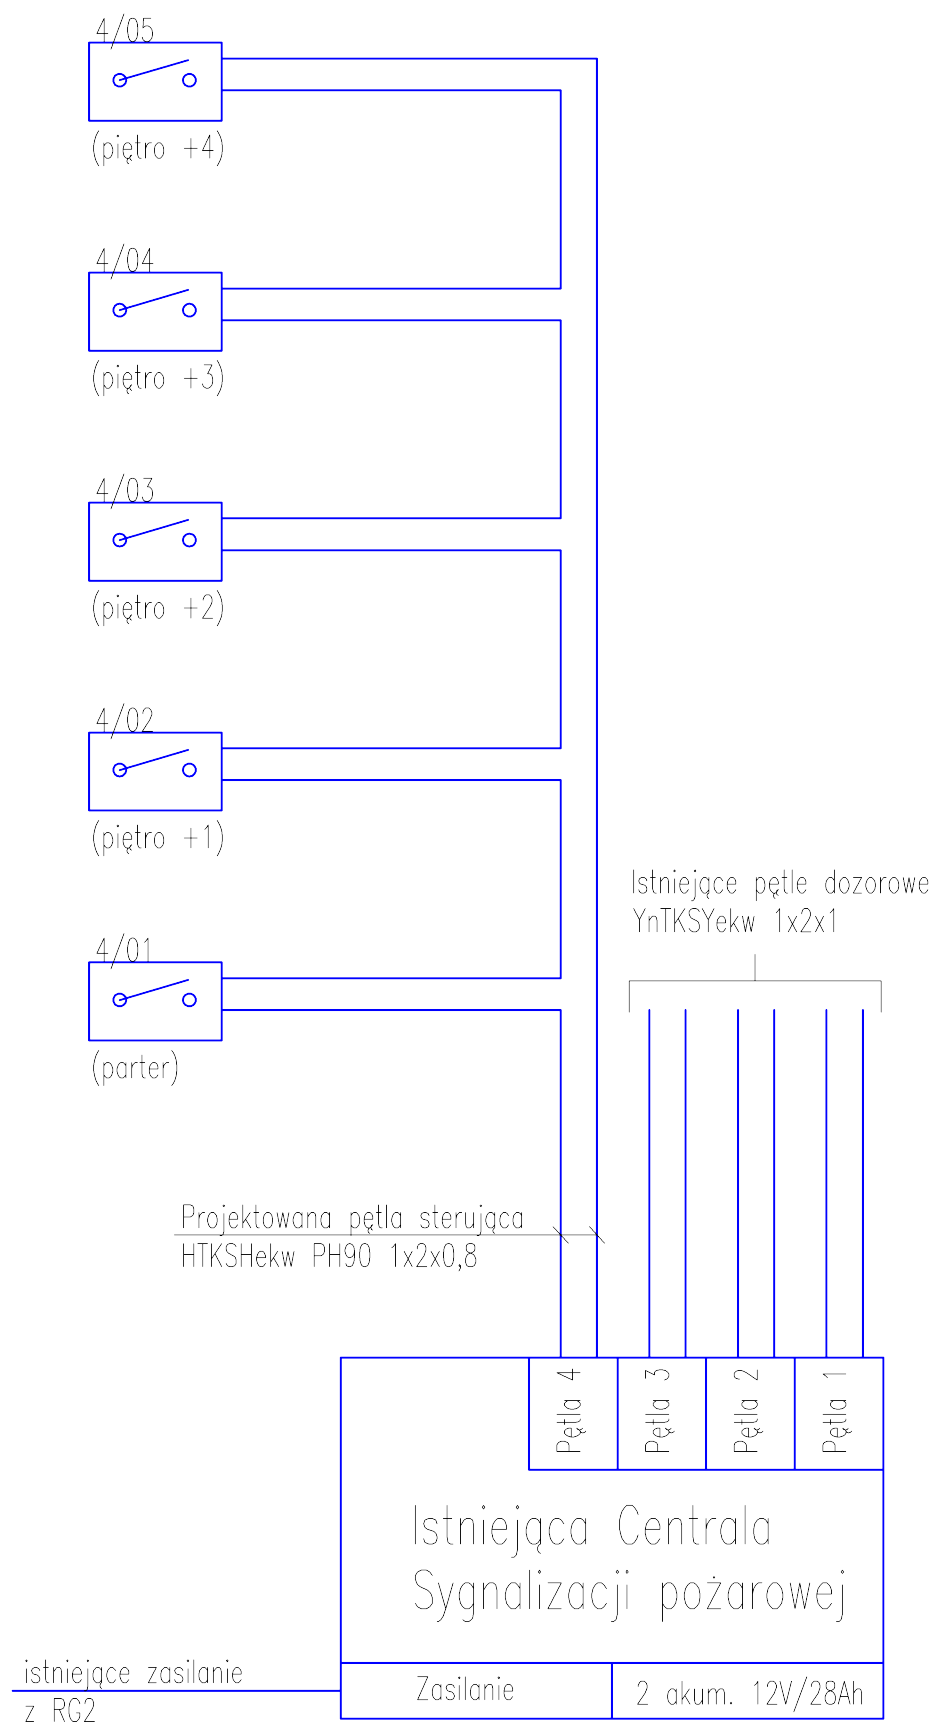 4/05
(piętro +4)
4/04
(piętro +3)
4/03
(piętro +2)
4/02
(piętro +1)
4/01
(parter)
Istniejące pętle dozorowe
YnTKSYekw 1x2x1
Projektowana pętla sterująca
HTKSHekw PH90 1x2x0,8
Pętla 4
Pętla 3
Pętla 2
Pętla 1
Istniejąca Centrala
Sygnalizacji pożarowej
istniejące zasilanie
z RG2
Zasilanie
2 akum. 12V/28Ah